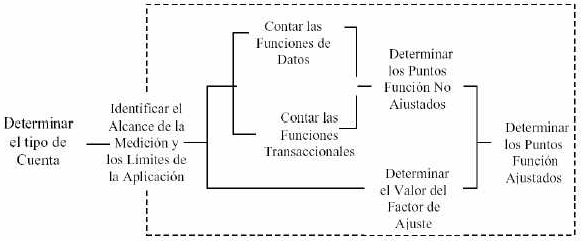 Determinar
el tipo de
Cuenta
Identificar el
Alcance de la
Medición y
los Límites de
la Aplicación
Contar las
Funciones de
Datos
Contar las
Funciones
Transaccionales
Determinar
los Puntos
Función No
Ajustados
Determinar
el Valor del
Factor de
Ajuste
Determinar
los Puntos
Función
Ajustados